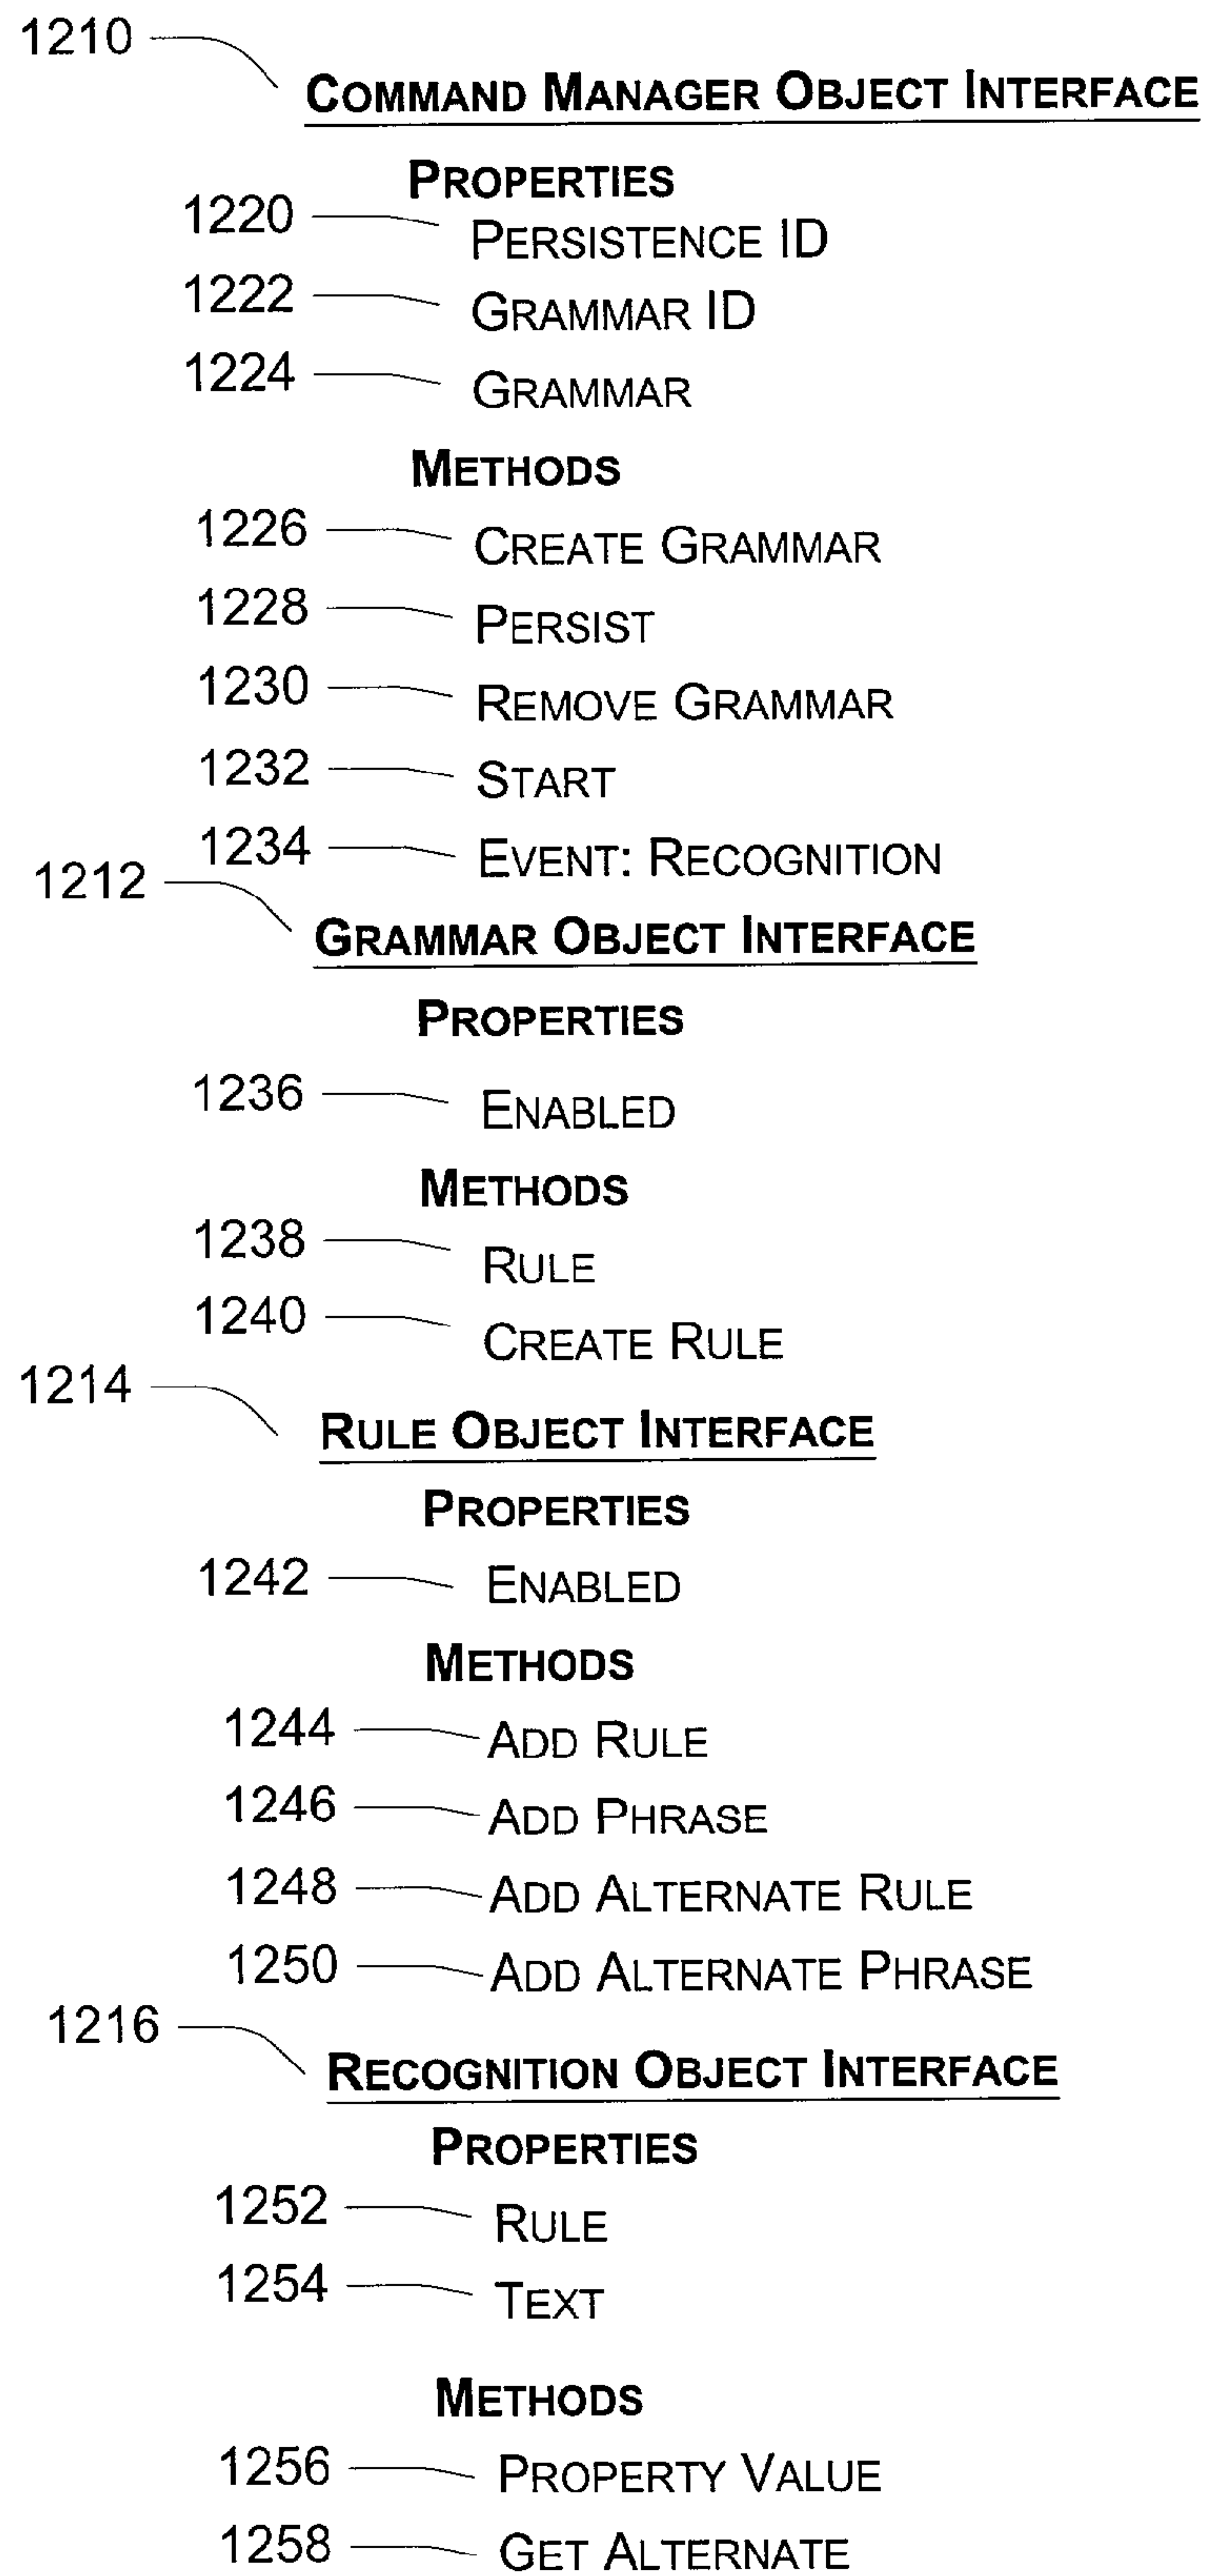 1210
COMMAND MANAGER OBJECT INTERFACE
PROPERTIES
1220 PERSISTENCE ID
1222 GRAMMAR ID
1224 GRAMMAR
METHODS
1226 CREATE GRAMMAR
1228 PERSIST
1230 REMOVE GRAMMAR
1232 START
1234 EVENT: RECOGNITION
1212
GRAMMAR OBJECT INTERFACE
PROPERTIES
1236 ENABLED
METHODS
1238 RULE
1240 CREATE RULE
1214
RULE OBJECT INTERFACE
PROPERTIES
1242 ENABLED
METHODS
1244 ADD RULE
1246 ADD PHRASE
1248 ADD ALTERNATE RULE
1250 ADD ALTERNATE PHRASE
1216
RECOGNITION OBJECT INTERFACE
PROPERTIES
1252 RULE
1254 TEXT
METHODS
1256 PROPERTY VALUE
1258 GET ALTERNATE